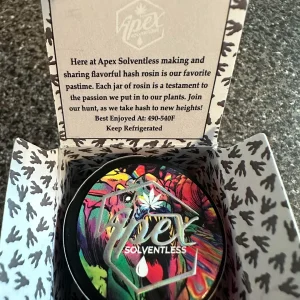 Apex
Here at Apex Solventless making and
sharing flavorful hash rosin is our favorite
pastime. Each jar of rosin is a testament to
the passion we put in to our plants. Join
our hunt, as we take hash to new heights!
Best Enjoyed At: 490-540F
Keep Refrigerated
Apex
SOLVENTLESS